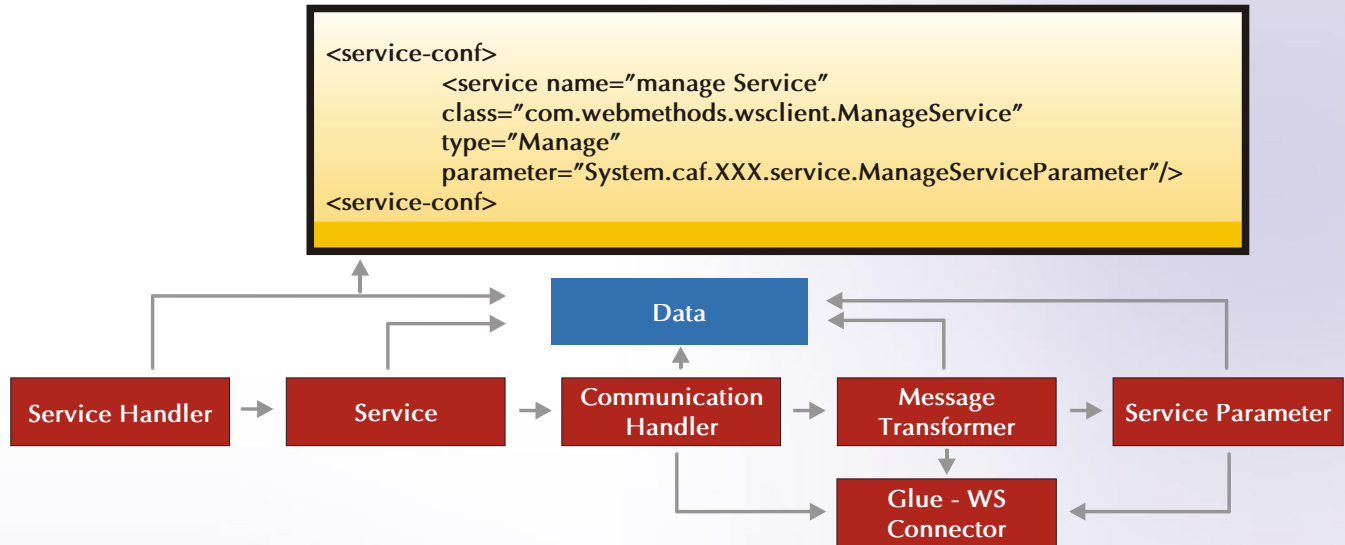 <service-conf>
<service name="manage Service"
class="com.webmethods.wsclient.ManageService"
type="Manage"
parameter="System.caf.XXX.service.ManageServiceParameter"/>
<service-conf>
Data
Service Handler
Service
Communication
Handler
Message
Transformer
Service Parameter
Glue - WS
Connector